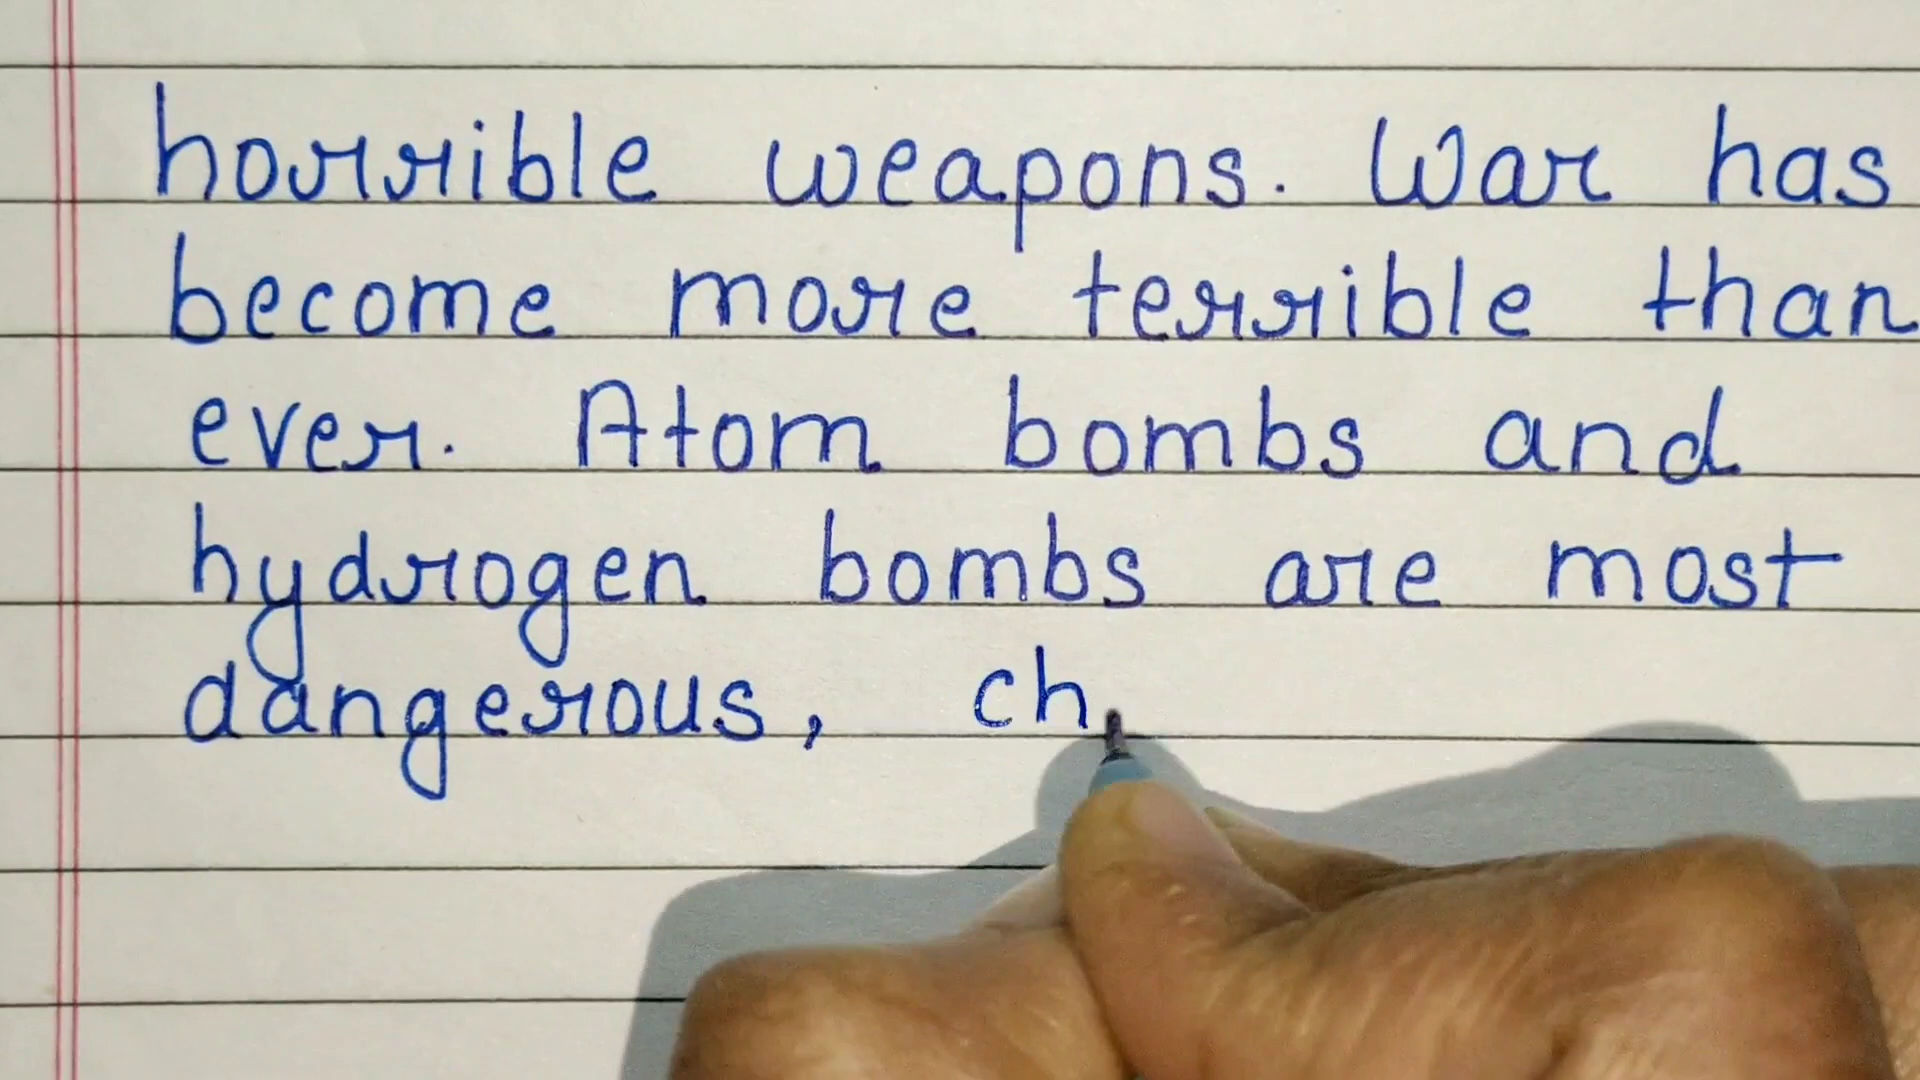 horrible weapons. War has
become more terrible than
ever. Atom bombs and
hydrogen bombs are most
dangerous, ch